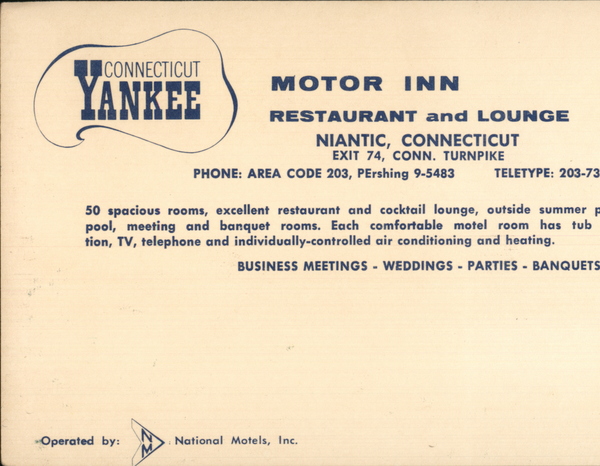 CONNECTICUT
YANKEE
MOTOR INN
RESTAURANT and LOUNGE
NIANTIC, CONNECTICUT
EXIT 74, CONN. TURNPIKE
PHONE: AREA CODE 203, PErshing 9-5483 TELETYPE: 203-73
50 spacious rooms, excellent restaurant and cocktail lounge, outside summer p
pool, meeting and banquet rooms. Each comfortable motel room has tub
tion, TV, telephone and individually-controlled air conditioning and heating.
BUSINESS MEETINGS - WEDDINGS - PARTIES - BANQUETS
Operated by: NM National Motels, Inc.